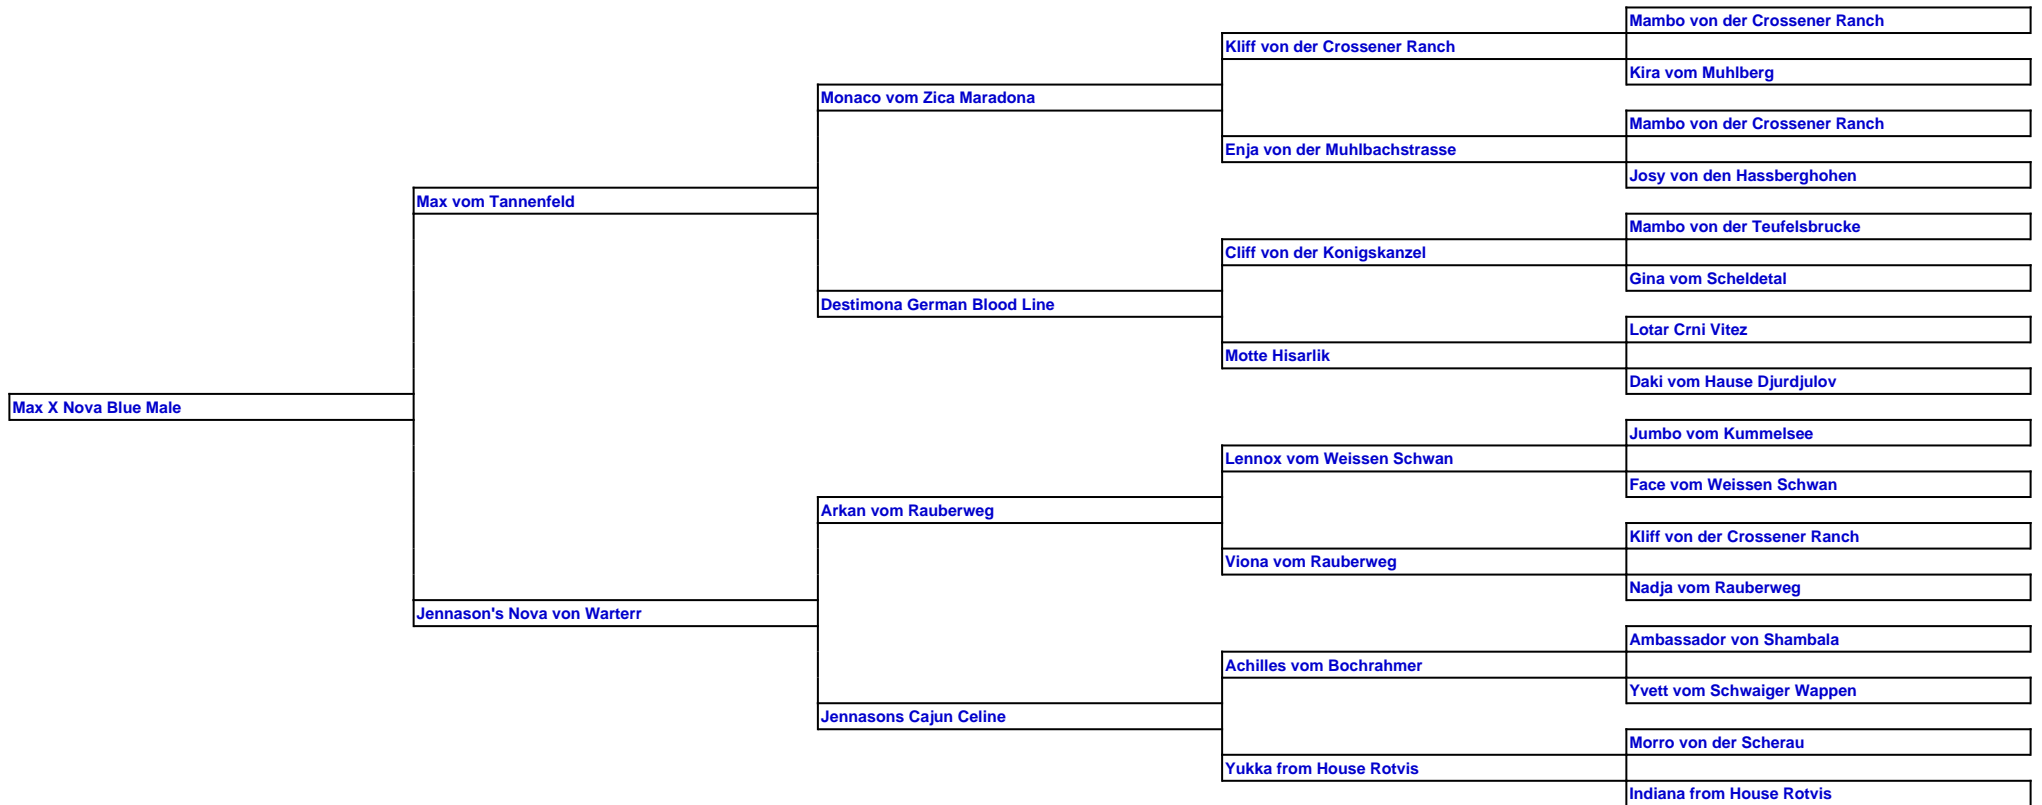 Mambo von der Crossener Ranch
Kliff von der Crossener Ranch
Kira vom Muhlberg
Monaco vom Zica Maradona
Mambo von der Crossener Ranch
Enja von der Muhlbachstrasse
Josy von den Hassberghohen
Max vom Tannenfeld
Mambo von der Teufelsbrucke
Cliff von der Konigskanzel
Gina vom Scheldetal
Destimona German Blood Line
Lotar Crni Vitez
Motte Hisarlik
Daki vom Hause Djurdjulov
Max X Nova Blue Male
Jumbo vom Kummelsee
Lennox vom Weissen Schwan
Face vom Weissen Schwan
Arkan vom Rauberweg
Kliff von der Crossener Ranch
Viona vom Rauberweg
Nadja vom Rauberweg
Jennason's Nova von Warterr
Ambassador von Shambala
Achilles vom Bochrahmer
Yvett vom Schwaiger Wappen
Jennasons Cajun Celine
Morro von der Scherau
Yukka from House Rotvis
Indiana from House Rotvis